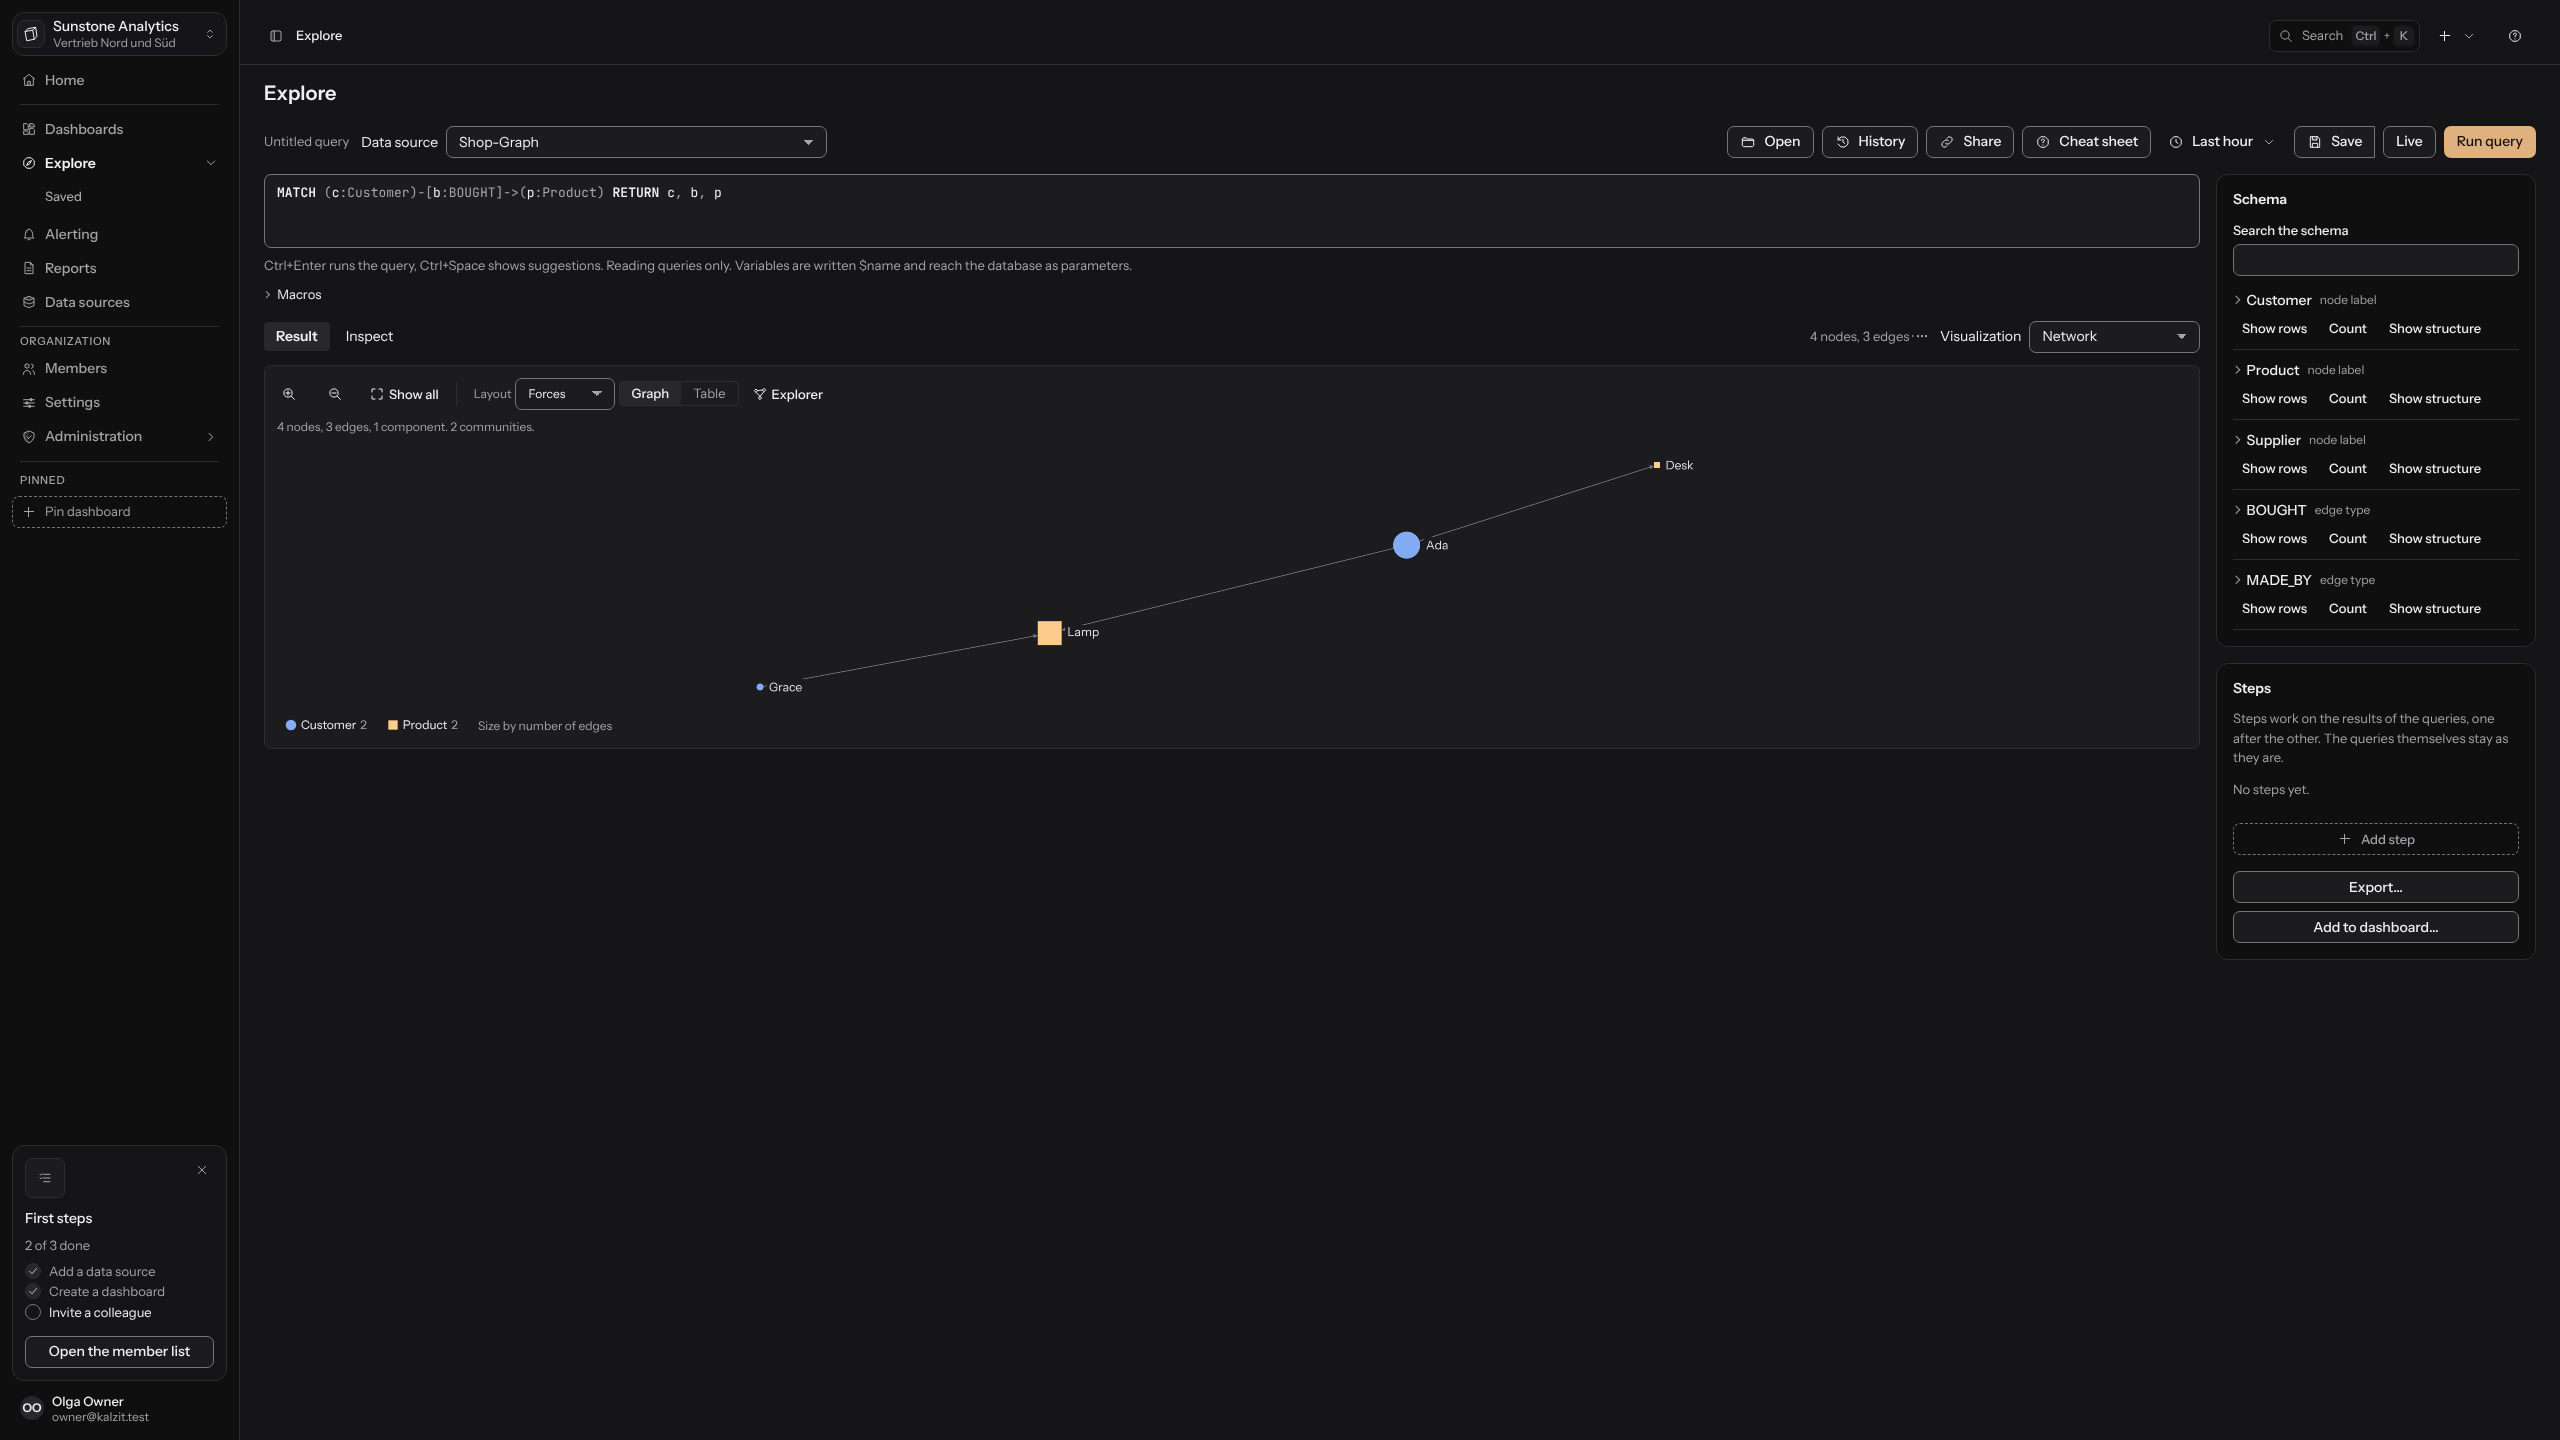 Sunstone Analytics
Vertrieb Nord und Süd
Home
Dashboards
Explore
Saved
Alerting
Reports
Data sources
ORGANIZATION
Members
Settings
Administration
PINNED
Pin dashboard
First steps
2 of 3 done
Add a data source
Create a dashboard
Invite a colleague
Open the member list
OO
Olga Owner
owner@kalzit.test
Explore
Search Ctrl + K
Explore
Untitled query Data source Shop-Graph
Open History Share Cheat sheet Last hour Save Live Run query
MATCH (c:Customer)-[b:BOUGHT]->(p:Product) RETURN c, b, p
Ctrl+Enter runs the query, Ctrl+Space shows suggestions. Reading queries only. Variables are written $name and reach the database as parameters.
Macros
Result Inspect
4 nodes, 3 edges · ··· Visualization Network
Show all Layout Forces Graph Table Explorer
4 nodes, 3 edges, 1 component. 2 communities.
Desk
Ada
Lamp
Grace
Customer 2 Product 2 Size by number of edges
Schema
Search the schema
Customer node label
Show rows Count Show structure
Product node label
Show rows Count Show structure
Supplier node label
Show rows Count Show structure
BOUGHT edge type
Show rows Count Show structure
MADE_BY edge type
Show rows Count Show structure
Steps
Steps work on the results of the queries, one
after the other. The queries themselves stay as
they are.
No steps yet.
Add step
Export...
Add to dashboard...